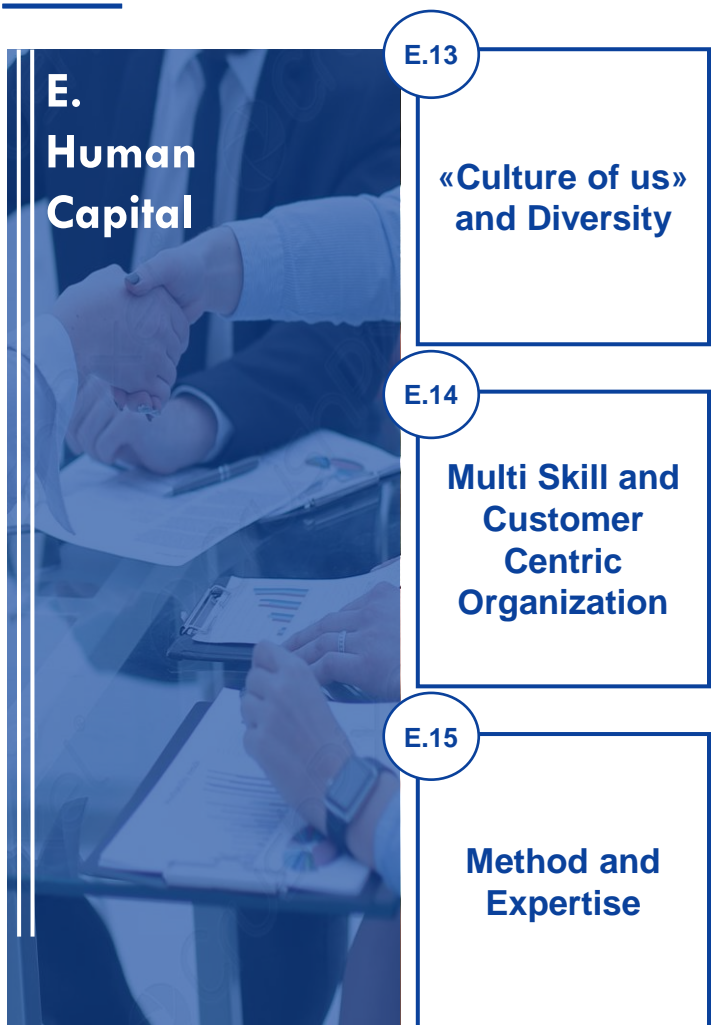 E.
Human
Capital
E.13
«Culture of us»
and Diversity
E.14
Multi Skill and
Customer
Centric
Organization
E.15
Method and
Expertise